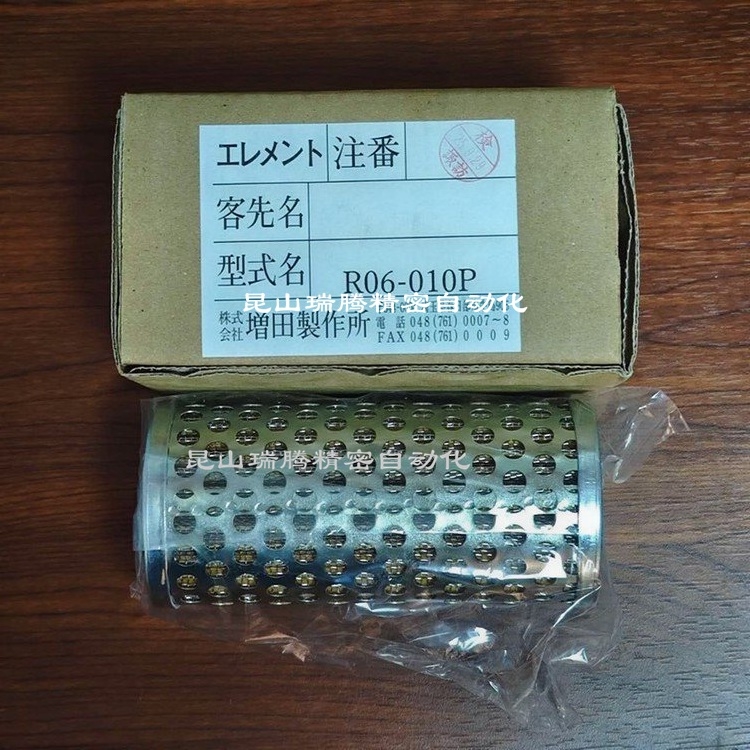 エレメント 注番
検
客先名
型式名 R06-010P
昆山瑞腾精密自动化
株式会社 増田製作所
電話 048(761)0007~8
FAX 048(761)0009
昆山瑞腾精密自动化